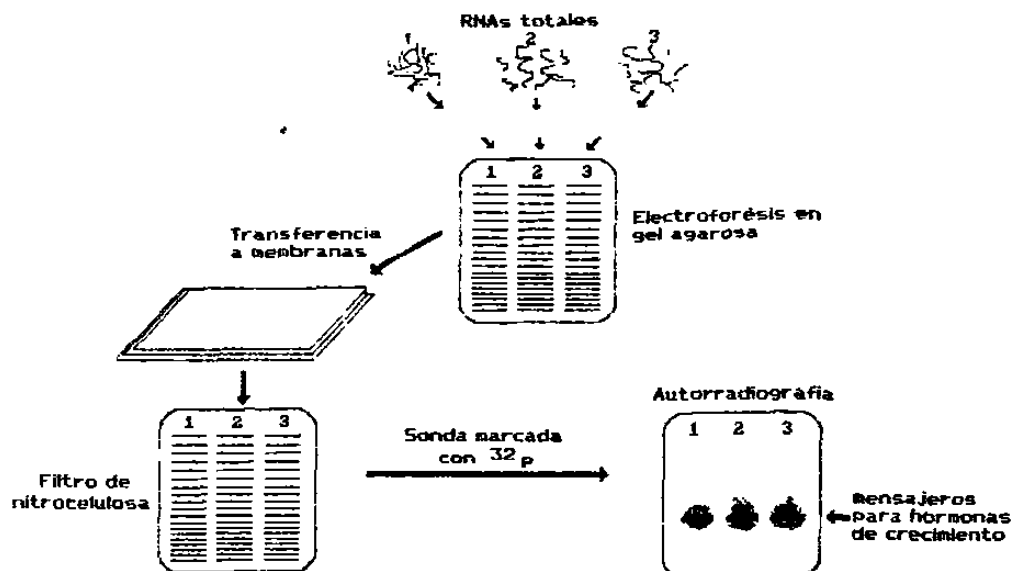 RNAs totales
1 2 3
1 2 3
Electroforésis en
gel agarosa
Transferencia
a membranas
1 2 3
Filtro de
nitrocelulosa
Sonda marcada
con 32 P
Autorradiografía
1 2 3
mensajeros
para hormonas
de crecimiento